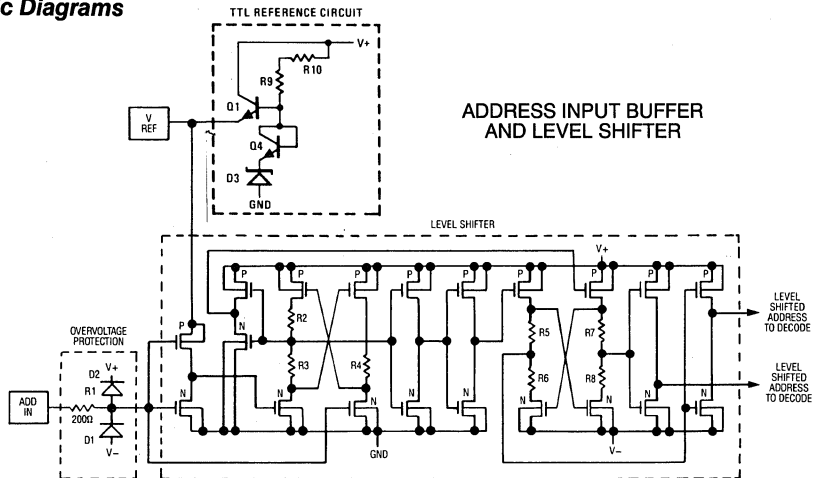 c Diagrams
TTL REFERENCE CIRCUIT
V+
R10
R9
Q1
V
REF
ADDRESS INPUT BUFFER
AND LEVEL SHIFTER
Q4
D3
GND
LEVEL SHIFTER
V+
P
P
P
P
P
P
P
P
P
LEVEL
SHIFTED
ADDRESS
TO DECODE
OVERVOLTAGE
PROTECTION
P
N
R2
R5
R7
V+
D2
R1
R3
R4
R6
R8
LEVEL
SHIFTED
ADDRESS
TO DECODE
ADD
IN
200Ω
N
N
N
N
N
N
N
N
N
D1
V−
GND
V−